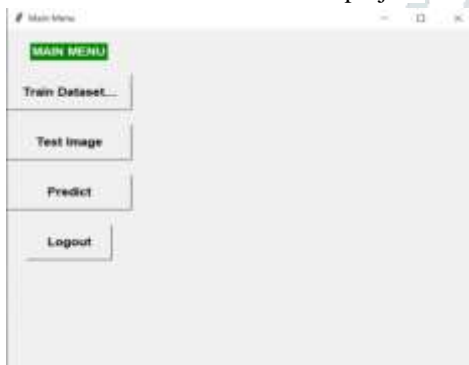 Main Menu
MAIN MENU
Train Dataset...
Test Image
Predict
Logout